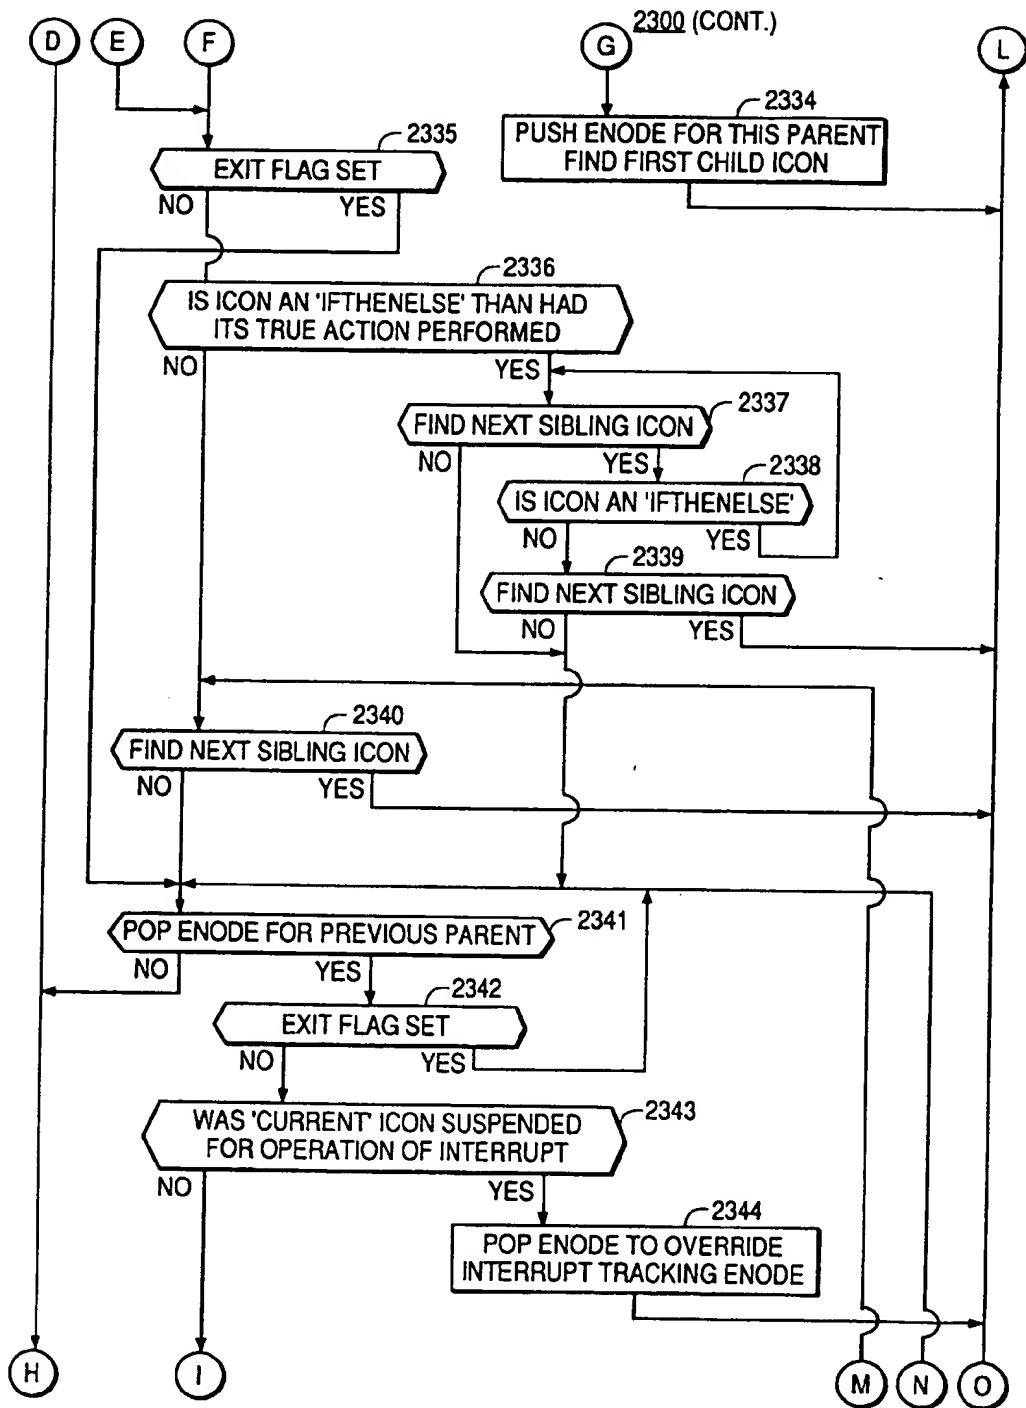 2300 (CONT.)
D
E
F
G
L
2334
PUSH ENODE FOR THIS PARENT
FIND FIRST CHILD ICON
2335
EXIT FLAG SET
NO
YES
2336
IS ICON AN 'IFTHENELSE' THAN HAD
ITS TRUE ACTION PERFORMED
NO
YES
2337
FIND NEXT SIBLING ICON
NO
YES
2338
IS ICON AN 'IFTHENELSE'
NO
YES
2339
FIND NEXT SIBLING ICON
NO
YES
2340
FIND NEXT SIBLING ICON
NO
YES
2341
POP ENODE FOR PREVIOUS PARENT
NO
YES
2342
EXIT FLAG SET
NO
YES
2343
WAS 'CURRENT' ICON SUSPENDED
FOR OPERATION OF INTERRUPT
NO
YES
2344
POP ENODE TO OVERRIDE
INTERRUPT TRACKING ENODE
H
I
M
N
O